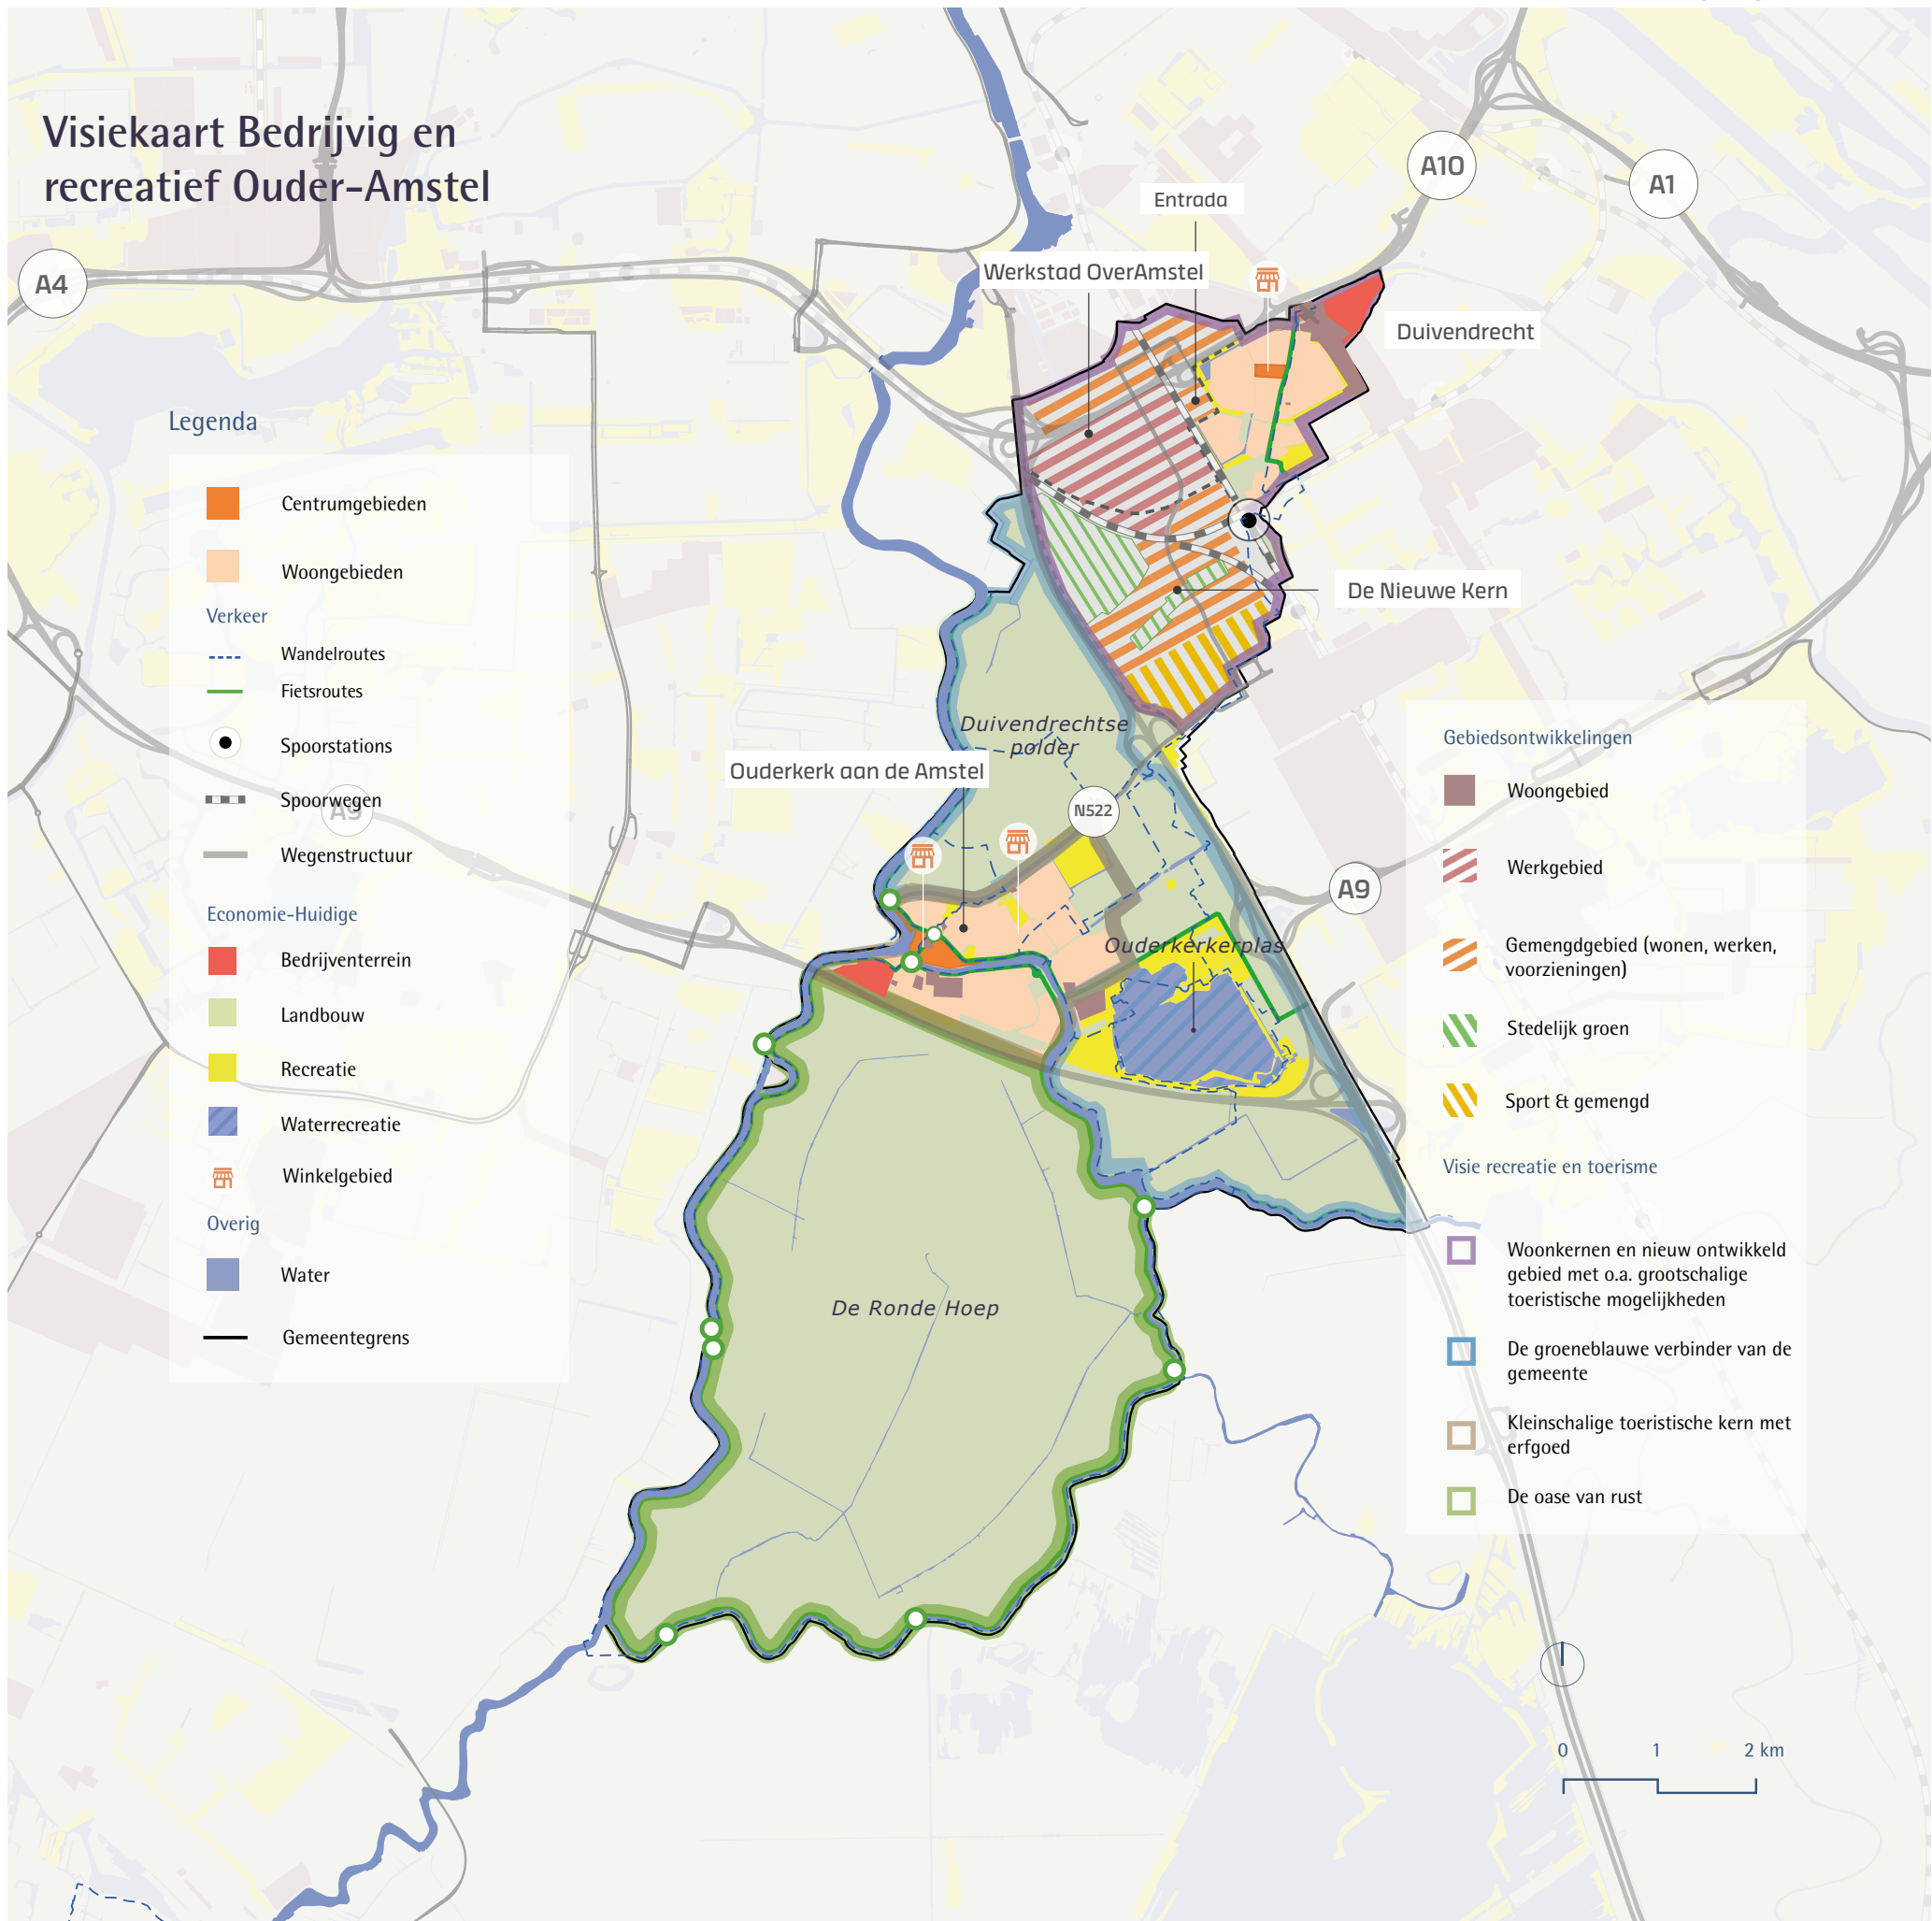 Visiekaart Bedrijvig en
recreatief Ouder-Amstel
A4
A10
A1
Entrada
Werkstad OverAmstel
Duivendrecht
De Nieuwe Kern
Duivendrechtse
polder
Ouderkerk aan de Amstel
N522
A9
A9
Ouderkerkerplas
De Ronde Hoep
Legenda
Centrumgebieden
Woongebieden
Verkeer
Wandelroutes
Fietsroutes
Spoorstations
Spoorwegen
Wegenstructuur
Economie-Huidige
Bedrijventerrein
Landbouw
Recreatie
Waterrecreatie
Winkelgebied
Overig
Water
Gemeentegrens
Gebiedsontwikkelingen
Woongebied
Werkgebied
Gemengdgebied (wonen, werken,
voorzieningen)
Stedelijk groen
Sport & gemengd
Visie recreatie en toerisme
Woonkernen en nieuw ontwikkeld
gebied met o.a. grootschalige
toeristische mogelijkheden
De groeneblauwe verbinder van de
gemeente
Kleinschalige toeristische kern met
erfgoed
De oase van rust
0 1 2 km